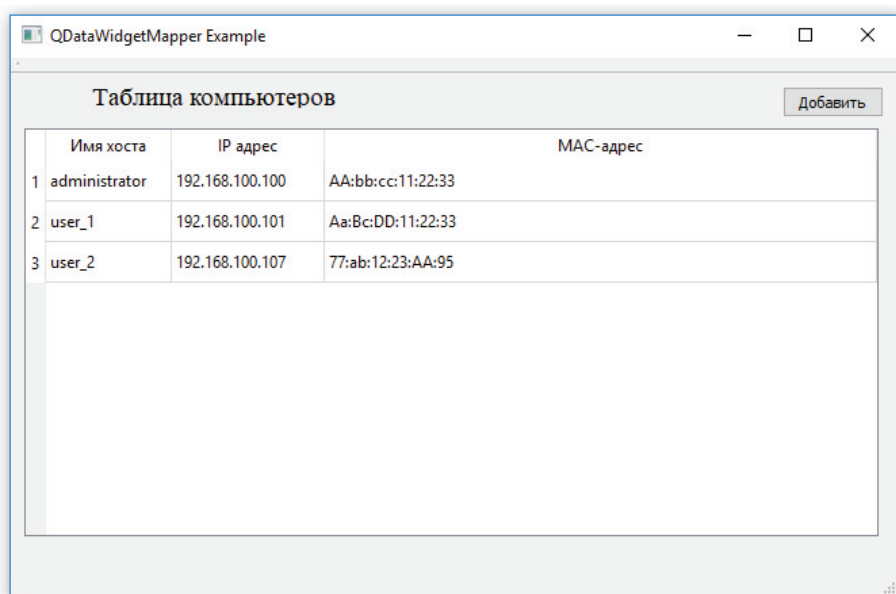 QDataWidgetMapper Example
Таблица компьютеров
Добавить
Имя хоста IP адрес MAC-адрес
1 administrator 192.168.100.100 AA:bb:cc:11:22:33
2 user_1 192.168.100.101 Aa:Bc:DD:11:22:33
3 user_2 192.168.100.107 77:ab:12:23:AA:95